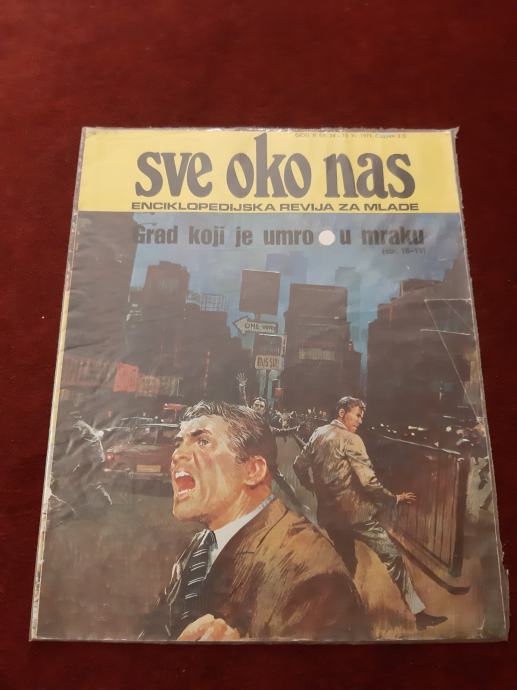 sve oko nas
ENCIKLOPEDIJSKA REVIJA ZA MLADE
Grad koji je umro u mraku
ONE WAY